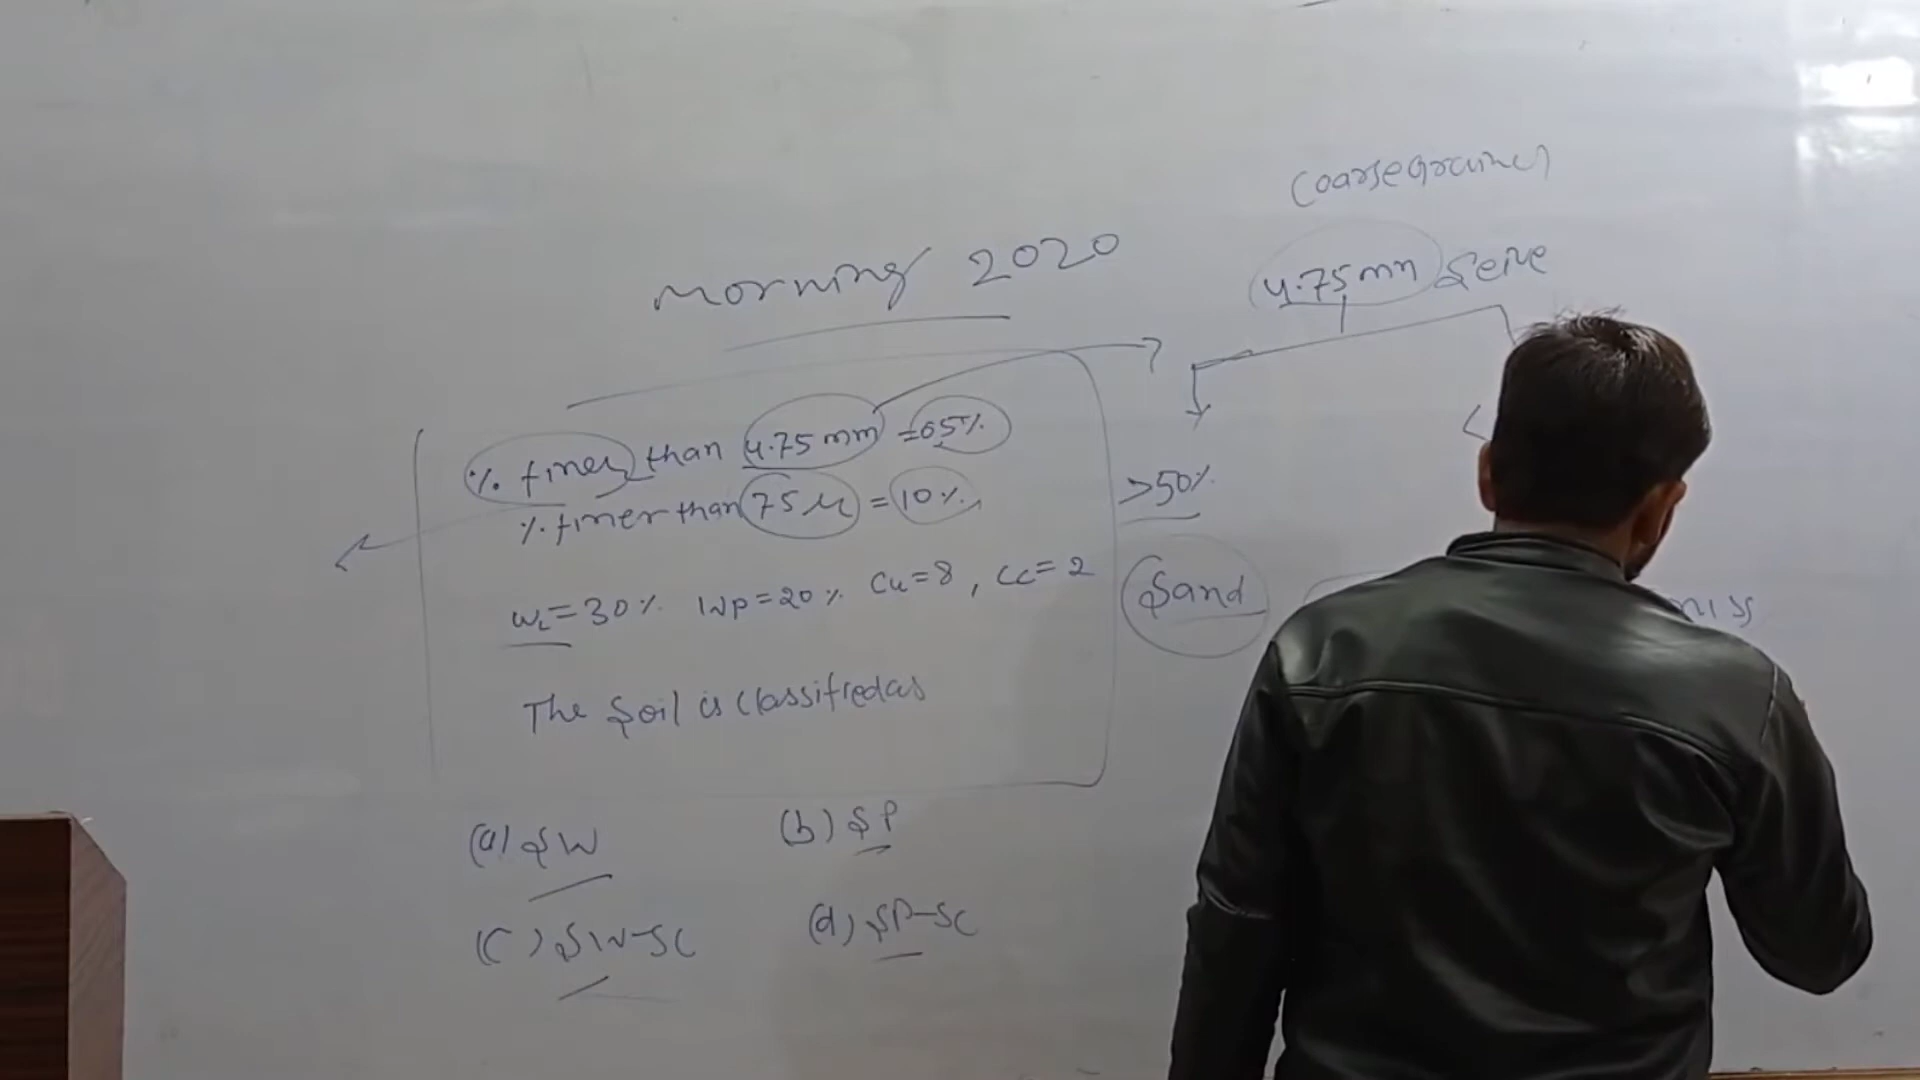 Morning 2020
% finer than 4.75mm = 65%
% finer than 75μ = 10%
WL = 30% Wp = 20% Cu = 8, Cc = 2
The Soil is classified as
(a) SW
(b) SP
(c) SW-SC
(d) SP-SC
Coarse grained
4.75mm Seive
>50%
Sand